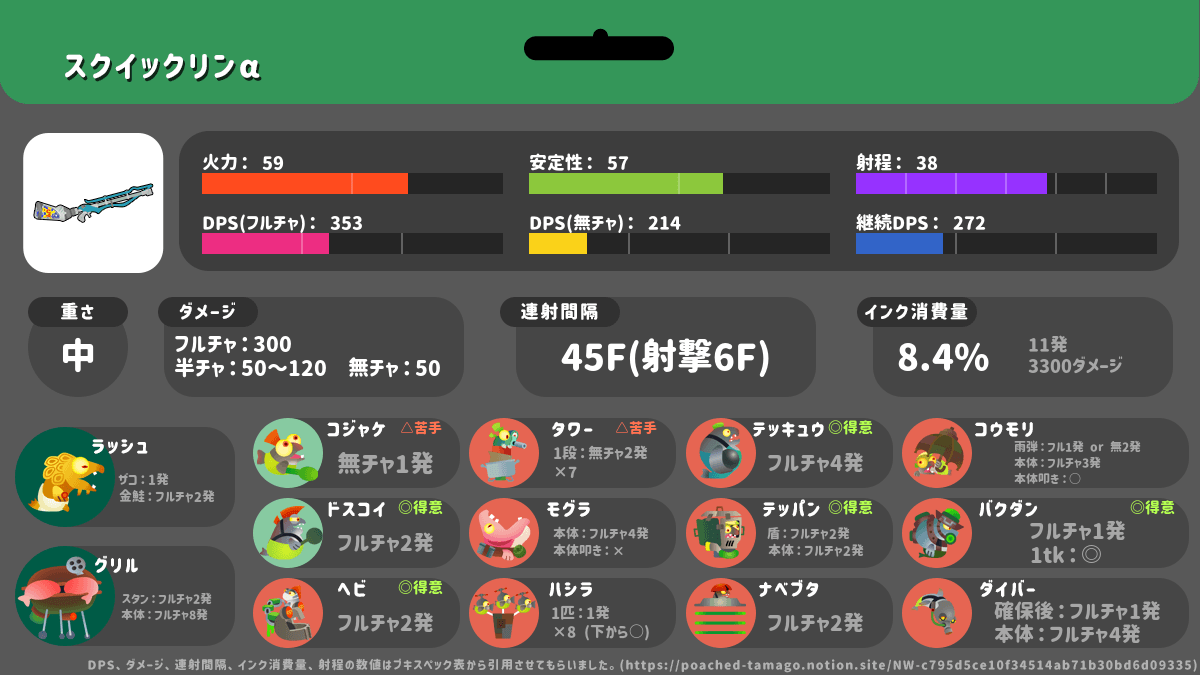 スクイックリンα
火力： 59
安定性： 57
射程： 38
DPS(フルチャ)： 353
DPS(無チャ)： 214
継続DPS： 272
重さ
中
ダメージ
フルチャ：300
半チャ：50〜120　無チャ：50
連射間隔
45F(射撃6F)
インク消費量
8.4%
11発
3300ダメージ
ラッシュ
ザコ：1発
金鮭：フルチャ2発
グリル
スタン：フルチャ2発
本体：フルチャ8発
コジャケ △苦手
無チャ1発
タワー △苦手
1段：無チャ2発
×7
テッキュウ ◎得意
フルチャ4発
コウモリ
雨弾：フル1発 or 無2発
本体：フルチャ3発
本体叩き：○
ドスコイ ◎得意
フルチャ2発
モグラ
本体：フルチャ4発
本体叩き：×
テッパン ◎得意
盾：フルチャ2発
本体：フルチャ2発
バクダン ◎得意
フルチャ1発
1tk：◎
ヘビ ◎得意
フルチャ2発
ハシラ
1匹：1発
×8 (下から○)
ナベブタ
フルチャ2発
ダイバー
確保後：フルチャ1発
本体：フルチャ4発
DPS、ダメージ、連射間隔、インク消費量、射程の数値はブキスペック表から引用させてもらいました。(https://poached-tamago.notion.site/NW-c795d5ce10f34514ab71b30bd6d09335)